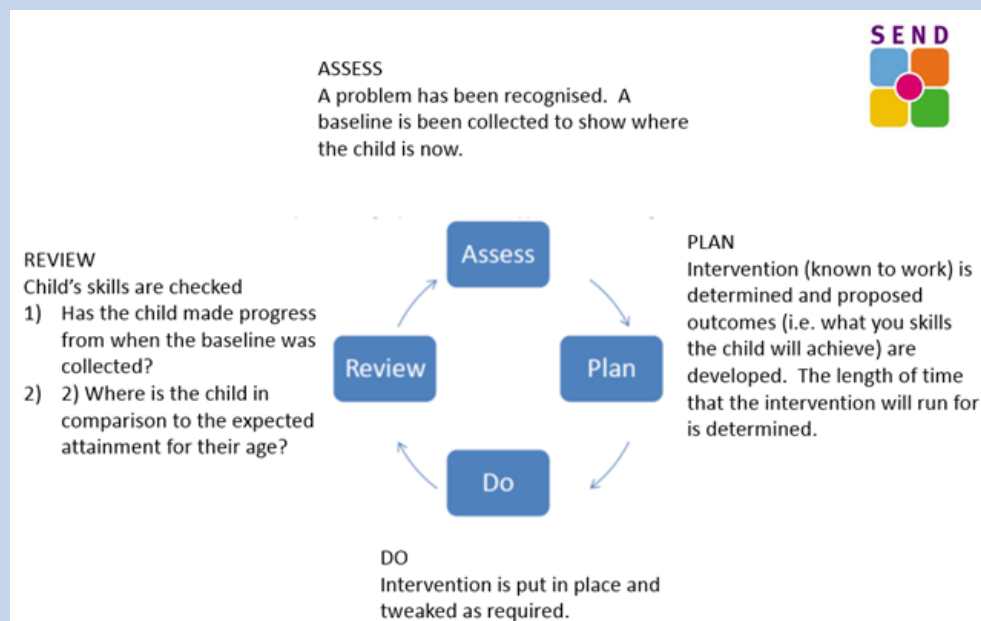 SEND
ASSESS
A problem has been recognised.  A
baseline is been collected to show where
the child is now.
Assess
PLAN
Intervention (known to work) is
determined and proposed
outcomes (i.e. what you skills
the child will achieve) are
developed.  The length of time
that the intervention will run for
is determined.
REVIEW
Child’s skills are checked
1) Has the child made progress
from when the baseline was
collected?
2) 2) Where is the child in
comparison to the expected
attainment for their age?
Review
Plan
Do
DO
Intervention is put in place and
tweaked as required.